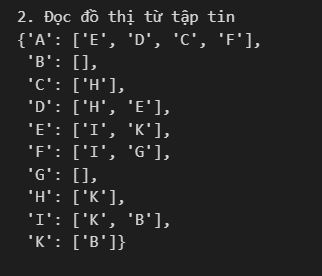 2. Đọc đồ thị từ tập tin
{'A': ['E', 'D', 'C', 'F'],
 'B': [],
 'C': ['H'],
 'D': ['H', 'E'],
 'E': ['I', 'K'],
 'F': ['I', 'G'],
 'G': [],
 'H': ['K'],
 'I': ['K', 'B'],
 'K': ['B']}